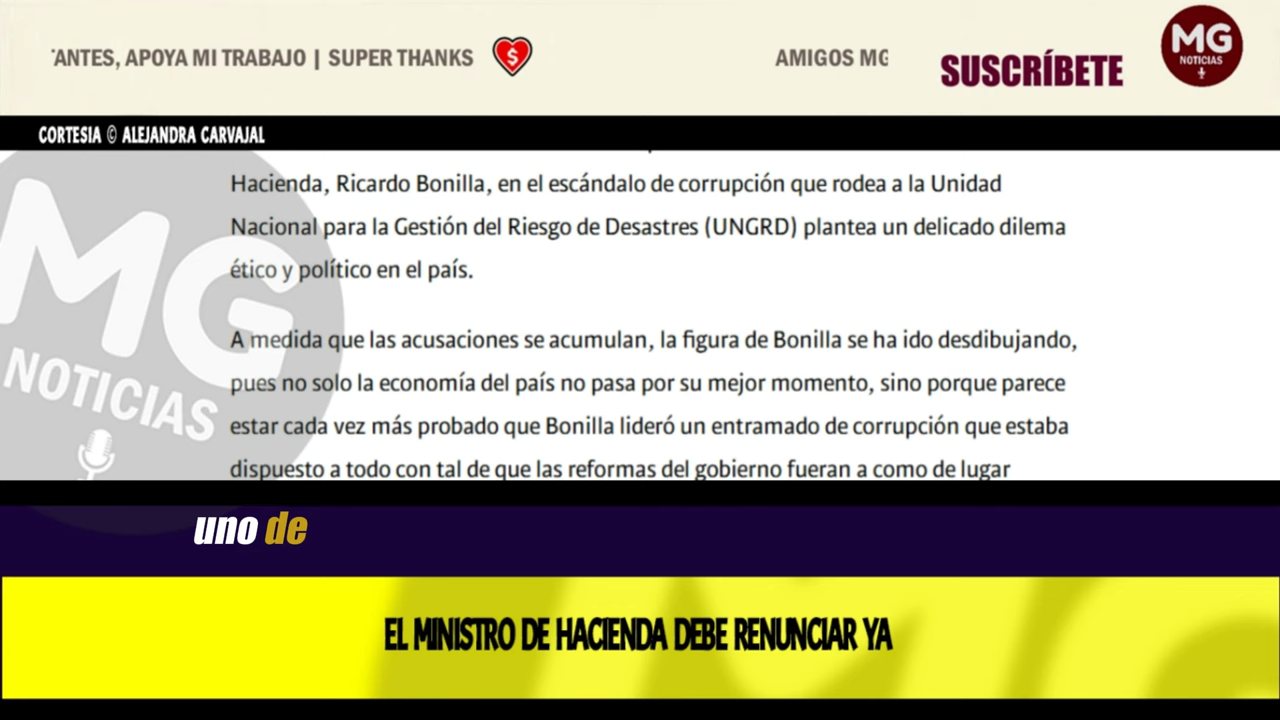 'ANTES, APOYA MI TRABAJO | SUPER THANKS
AMIGOS MG
SUSCRÍBETE
MG
NOTICIAS
CORTESIA © ALEJANDRA CARVAJAL
Hacienda, Ricardo Bonilla, en el escándalo de corrupción que rodea a la Unidad
Nacional para la Gestión del Riesgo de Desastres (UNGRD) plantea un delicado dilema
ético y político en el país.
A medida que las acusaciones se acumulan, la figura de Bonilla se ha ido desdibujando,
pues no solo la economía del país no pasa por su mejor momento, sino porque parece
estar cada vez más probado que Bonilla lideró un entramado de corrupción que estaba
dispuesto a todo con tal de que las reformas del gobierno fueran a como de lugar
MG
NOTICIAS
uno de
EL MINISTRO DE HACIENDA DEBE RENUNCIAR YA